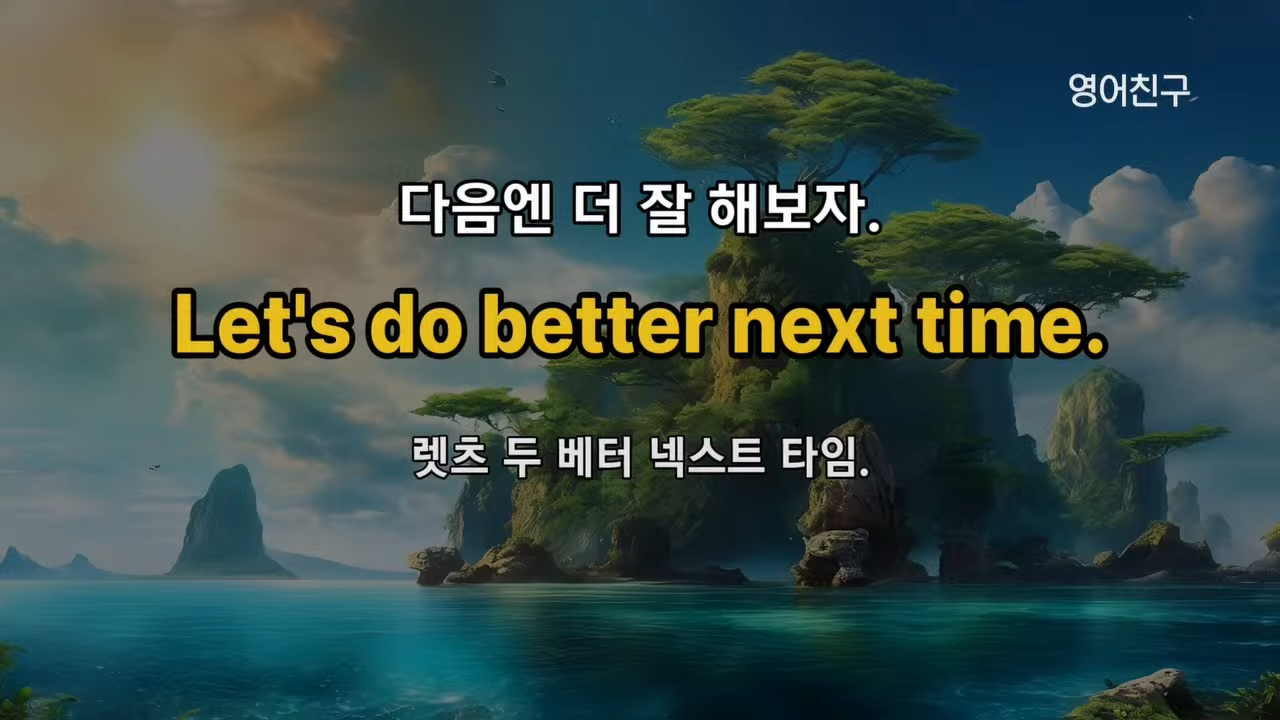 영어친구
다음엔 더 잘 해보자.
Let's do better next time.
렛츠 두 베터 넥스트 타임.